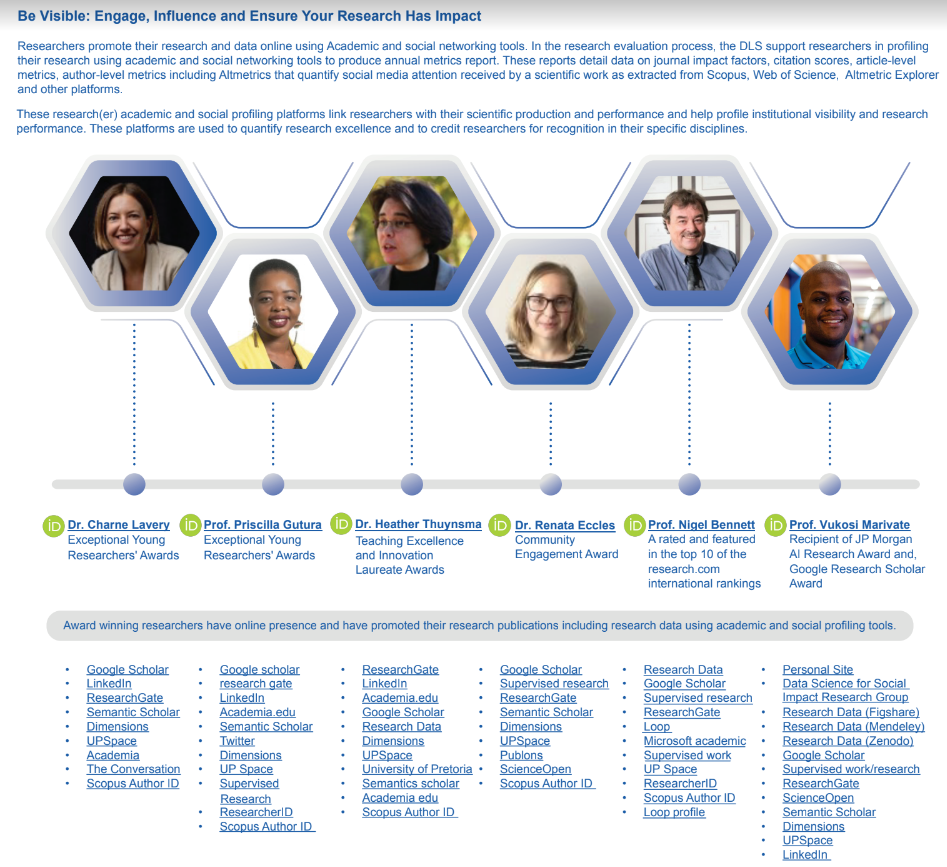 Be Visible: Engage, Influence and Ensure Your Research Has Impact
Researchers promote their research and data online using Academic and social networking tools. In the research evaluation process, the DLS support researchers in profiling
their research using academic and social networking tools to produce annual metrics report. These reports detail data on journal impact factors, citation scores, article-level
metrics, author-level metrics including Altmetrics that quantify social media attention received by a scientific work as extracted from Scopus, Web of Science, Altmetric Explorer
and other platforms.
These research(er) academic and social profiling platforms link researchers with their scientific production and performance and help profile institutional visibility and research
performance. These platforms are used to quantify research excellence and to credit researchers for recognition in their specific disciplines.
iD Dr. Charne Lavery
Exceptional Young
Researchers' Awards
iD Prof. Priscilla Gutura
Exceptional Young
Researchers' Awards
iD Dr. Heather Thuynsma
Teaching Excellence
and Innovation
Laureate Awards
iD Dr. Renata Eccles
Community
Engagement Award
iD Prof. Nigel Bennett
A rated and featured
in the top 10 of the
research.com
international rankings
iD Prof. Vukosi Marivate
Recipient of JP Morgan
AI Research Award and,
Google Research Scholar
Award
Award winning researchers have online presence and have promoted their research publications including research data using academic and social profiling tools.
• Google Scholar
• LinkedIn
• ResearchGate
• Semantic Scholar
• Dimensions
• UPSpace
• Academia
• The Conversation
• Scopus Author ID
• Google scholar
• research gate
• LinkedIn
• Academia.edu
• Semantic Scholar
• Twitter
• Dimensions
• UP Space
• Supervised
Research
• ResearcherID
• Scopus Author ID
• ResearchGate
• LinkedIn
• Academia.edu
• Google Scholar
• Research Data
• Dimensions
• UPSpace
• University of Pretoria
• Semantics scholar
• Academia edu
• Scopus Author ID
• Google Scholar
• Supervised research
• ResearchGate
• Semantic Scholar
• Dimensions
• UPSpace
• Publons
• ScienceOpen
• Scopus Author ID
• Research Data
• Google Scholar
• Supervised research
• ResearchGate
• Loop
• Microsoft academic
• Supervised work
• UP Space
• ResearcherID
• Scopus Author ID
• Loop profile
• Personal Site
• Data Science for Social
Impact Research Group
• Research Data (Figshare)
• Research Data (Mendeley)
• Research Data (Zenodo)
• Google Scholar
• Supervised work/research
• ResearchGate
• ScienceOpen
• Semantic Scholar
• Dimensions
• UPSpace
• LinkedIn